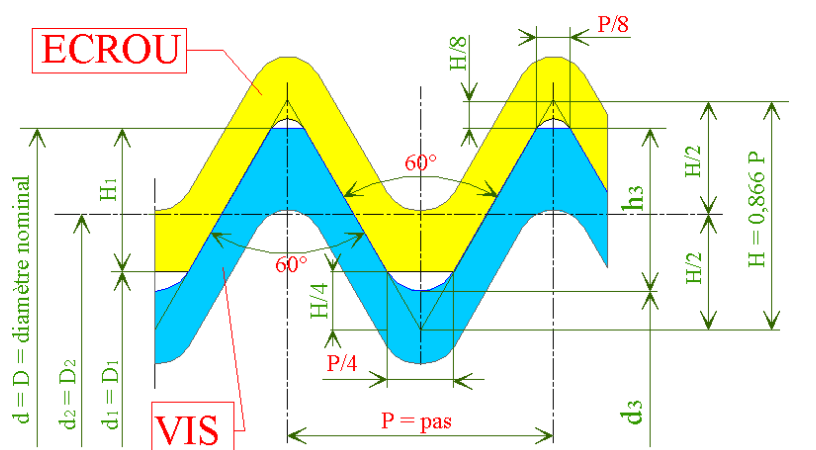 ECROU
P/8
H/8
60°
H1
h3
H/2
H = 0,866 P
d = D = diamètre nominal
60°
H/4
H/2
d2 = D2
d1 = D1
P/4
d3
VIS
P = pas